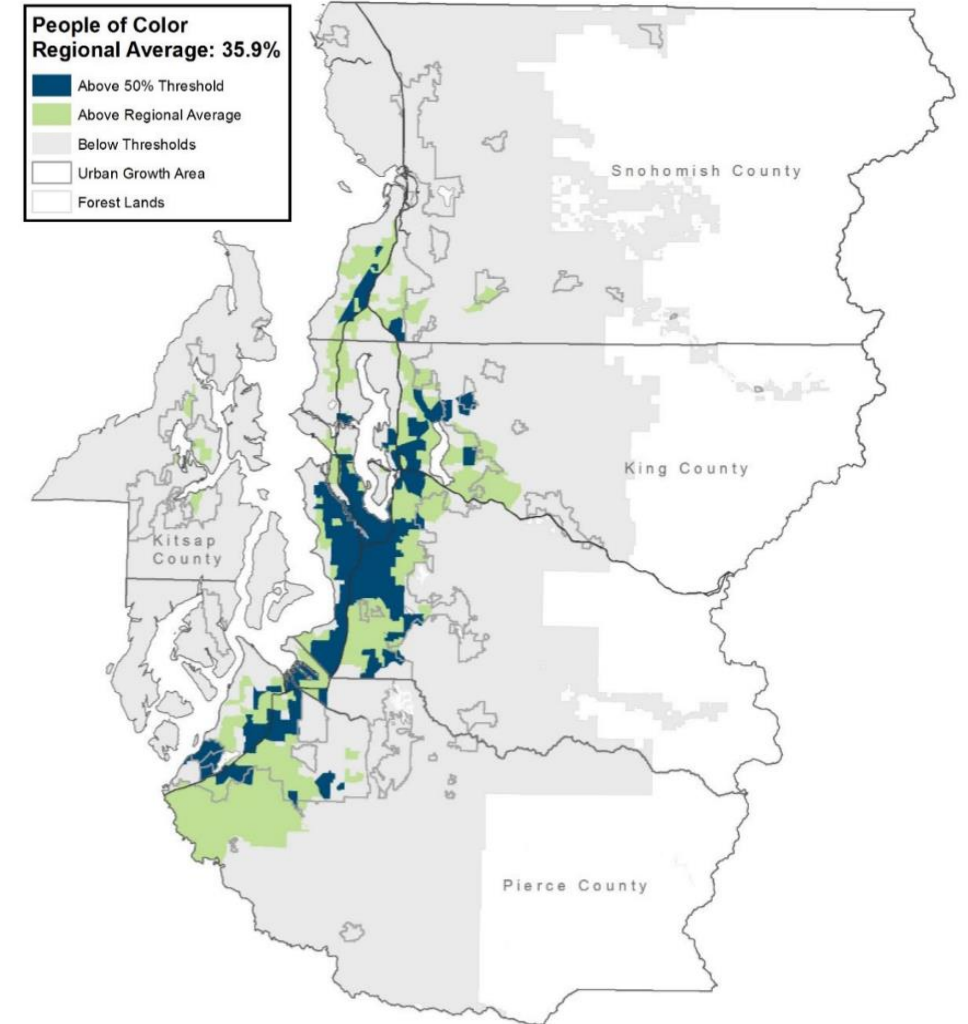 People of Color
Regional Average: 35.9%
Above 50% Threshold
Above Regional Average
Below Thresholds
Urban Growth Area
Forest Lands
Snohomish County
King County
Kitsap
County
Pierce County